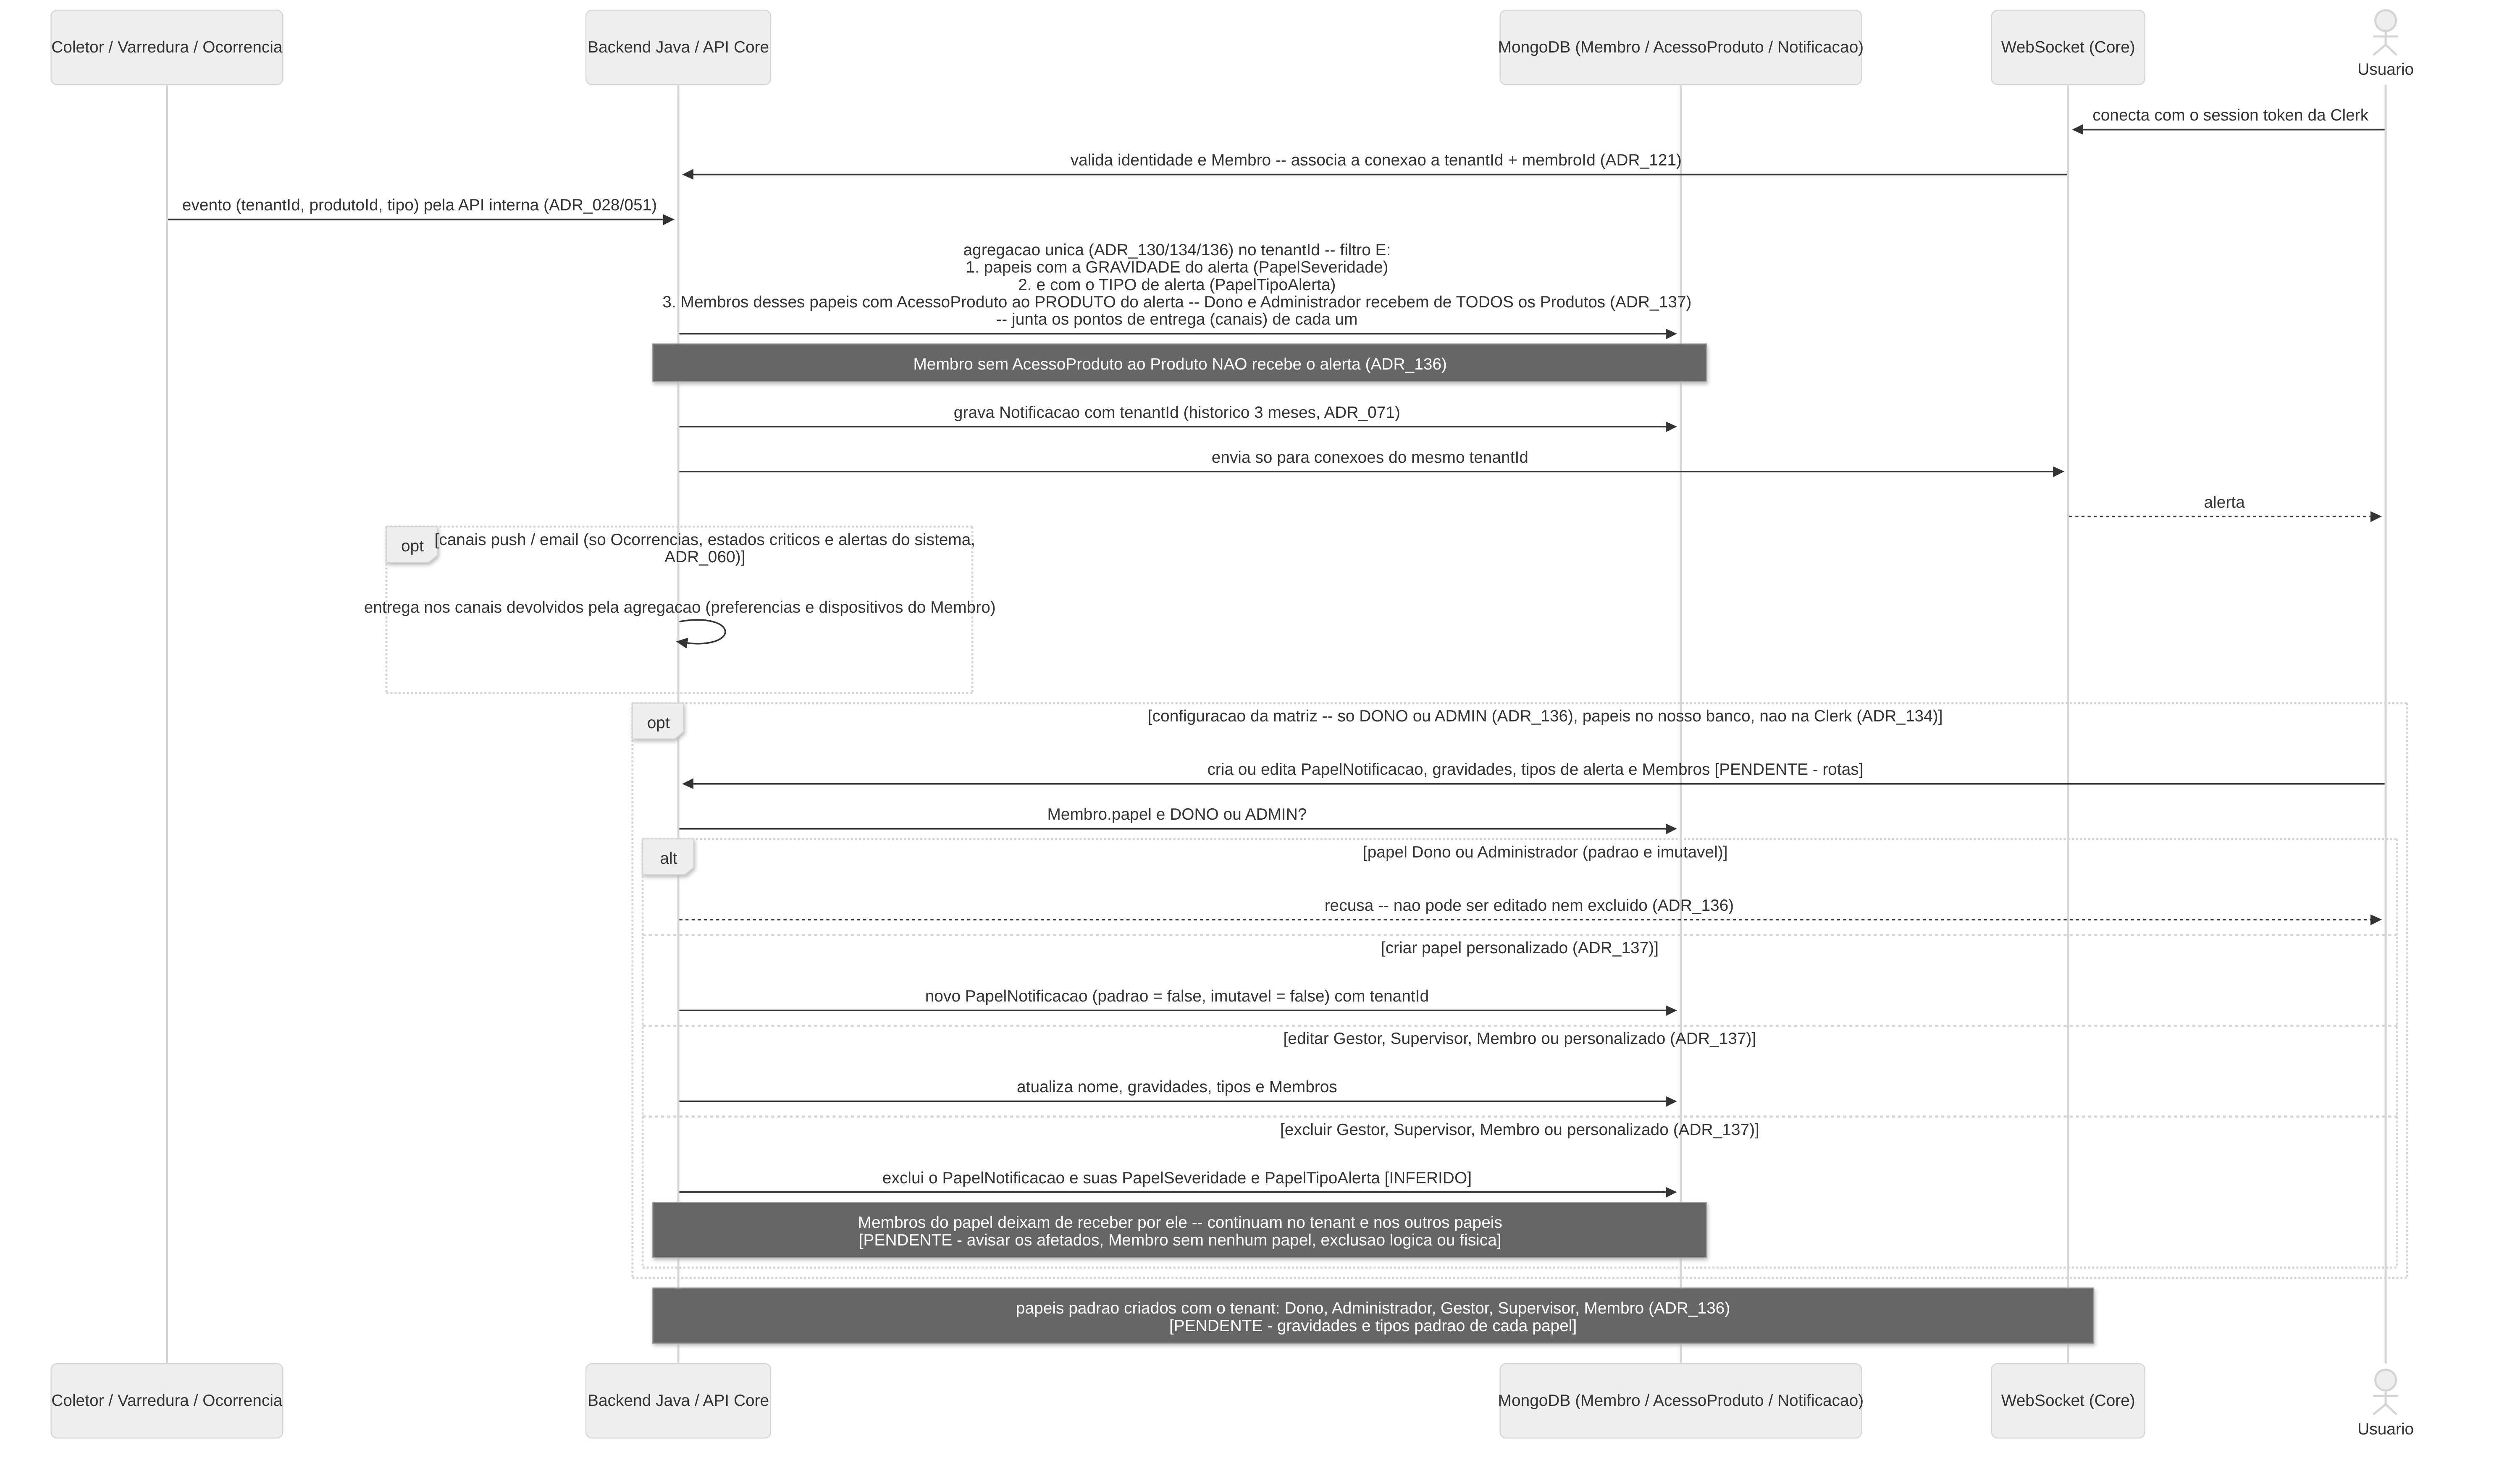 Coletor / Varredura / Ocorrencia
Backend Java / API Core
MongoDB (Membro / AcessoProduto / Notificacao)
WebSocket (Core)
Usuario
conecta com o session token da Clerk
valida identidade e Membro -- associa a conexao a tenantId + membroId (ADR_121)
evento (tenantId, produtoId, tipo) pela API interna (ADR_028/051)
agregacao unica (ADR_130/134/136) no tenantId -- filtro E:
1. papeis com a GRAVIDADE do alerta (PapelSeveridade)
2. e com o TIPO de alerta (PapelTipoAlerta)
3. Membros desses papeis com AcessoProduto ao PRODUTO do alerta -- Dono e Administrador recebem de TODOS os Produtos (ADR_137)
-- junta os pontos de entrega (canais) de cada um
Membro sem AcessoProduto ao Produto NAO recebe o alerta (ADR_136)
grava Notificacao com tenantId (historico 3 meses, ADR_071)
envia so para conexoes do mesmo tenantId
alerta
opt
[canais push / email (so Ocorrencias, estados criticos e alertas do sistema,
ADR_060)]
entrega nos canais devolvidos pela agregacao (preferencias e dispositivos do Membro)
opt
[configuracao da matriz -- so DONO ou ADMIN (ADR_136), papeis no nosso banco, nao na Clerk (ADR_134)]
cria ou edita PapelNotificacao, gravidades, tipos de alerta e Membros [PENDENTE - rotas]
Membro.papel e DONO ou ADMIN?
alt
[papel Dono ou Administrador (padrao e imutavel)]
recusa -- nao pode ser editado nem excluido (ADR_136)
[criar papel personalizado (ADR_137)]
novo PapelNotificacao (padrao = false, imutavel = false) com tenantId
[editar Gestor, Supervisor, Membro ou personalizado (ADR_137)]
atualiza nome, gravidades, tipos e Membros
[excluir Gestor, Supervisor, Membro ou personalizado (ADR_137)]
exclui o PapelNotificacao e suas PapelSeveridade e PapelTipoAlerta [INFERIDO]
Membros do papel deixam de receber por ele -- continuam no tenant e nos outros papeis
[PENDENTE - avisar os afetados, Membro sem nenhum papel, exclusao logica ou fisica]
papeis padrao criados com o tenant: Dono, Administrador, Gestor, Supervisor, Membro (ADR_136)
[PENDENTE - gravidades e tipos padrao de cada papel]
Coletor / Varredura / Ocorrencia
Backend Java / API Core
MongoDB (Membro / AcessoProduto / Notificacao)
WebSocket (Core)
Usuario